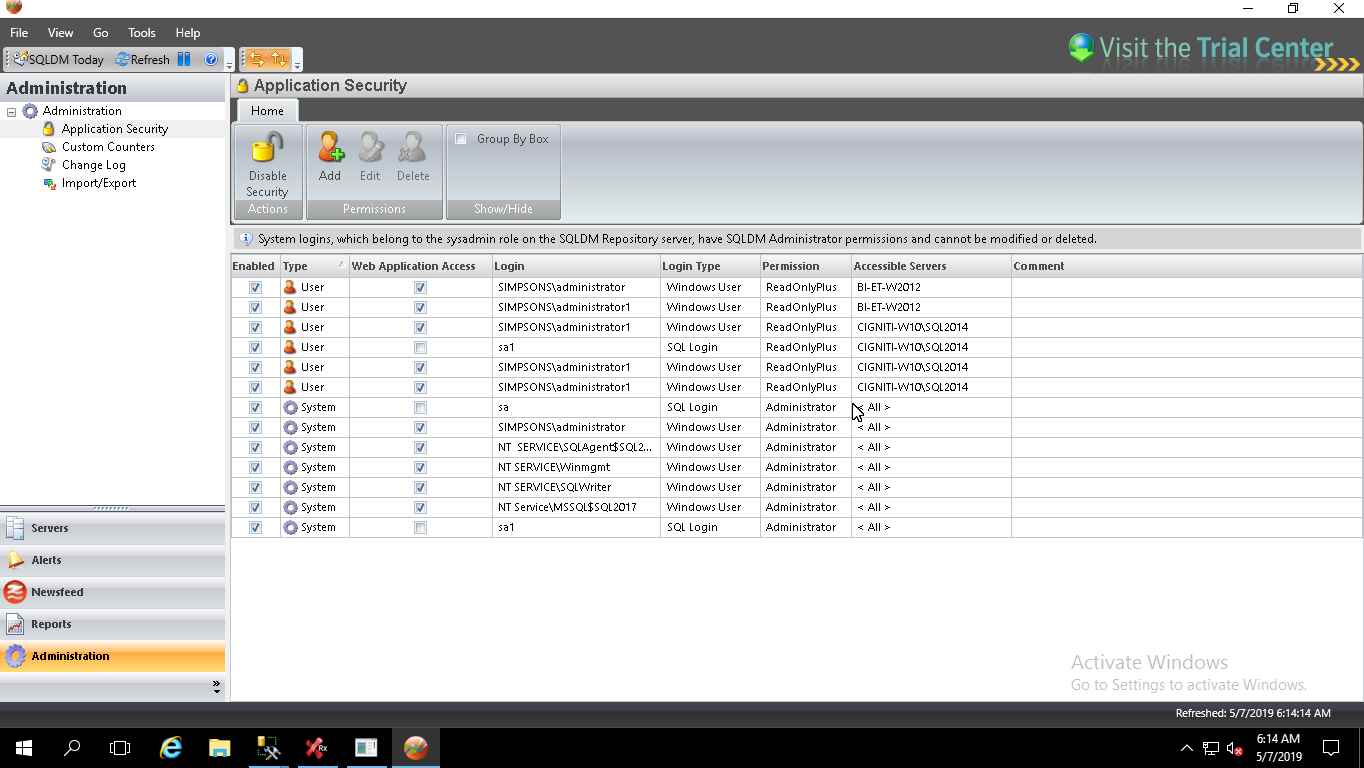 File View Go Tools Help
Visit the Trial Center
SQLDM Today Refresh
Administration
Application Security
Administration
Application Security
Custom Counters
Change Log
Import/Export
Home
Disable Security
Add Edit Delete
Group By Box
Actions Permissions Show/Hide
System logins, which belong to the sysadmin role on the SQLDM Repository server, have SQLDM Administrator permissions and cannot be modified or deleted.
Enabled Type Web Application Access Login Login Type Permission Accessible Servers Comment
User SIMPSONS\administrator Windows User ReadOnlyPlus BI-ET-W2012
User SIMPSONS\administrator1 Windows User ReadOnlyPlus BI-ET-W2012
User SIMPSONS\administrator1 Windows User ReadOnlyPlus CIGNITI-W10\SQL2014
User sa1 SQL Login ReadOnlyPlus CIGNITI-W10\SQL2014
User SIMPSONS\administrator1 Windows User ReadOnlyPlus CIGNITI-W10\SQL2014
User SIMPSONS\administrator1 Windows User ReadOnlyPlus CIGNITI-W10\SQL2014
System sa SQL Login Administrator < All >
System SIMPSONS\administrator Windows User Administrator < All >
System NT SERVICE\SQLAgent$SQL2... Windows User Administrator < All >
System NT SERVICE\Winmgmt Windows User Administrator < All >
System NT SERVICE\SQLWriter Windows User Administrator < All >
System NT Service\MSSQL$SQL2017 Windows User Administrator < All >
System sa1 SQL Login Administrator < All >
Servers
Alerts
Newsfeed
Reports
Administration
Activate Windows
Go to Settings to activate Windows.
Refreshed: 5/7/2019 6:14:14 AM
Rx
6:14 AM
5/7/2019